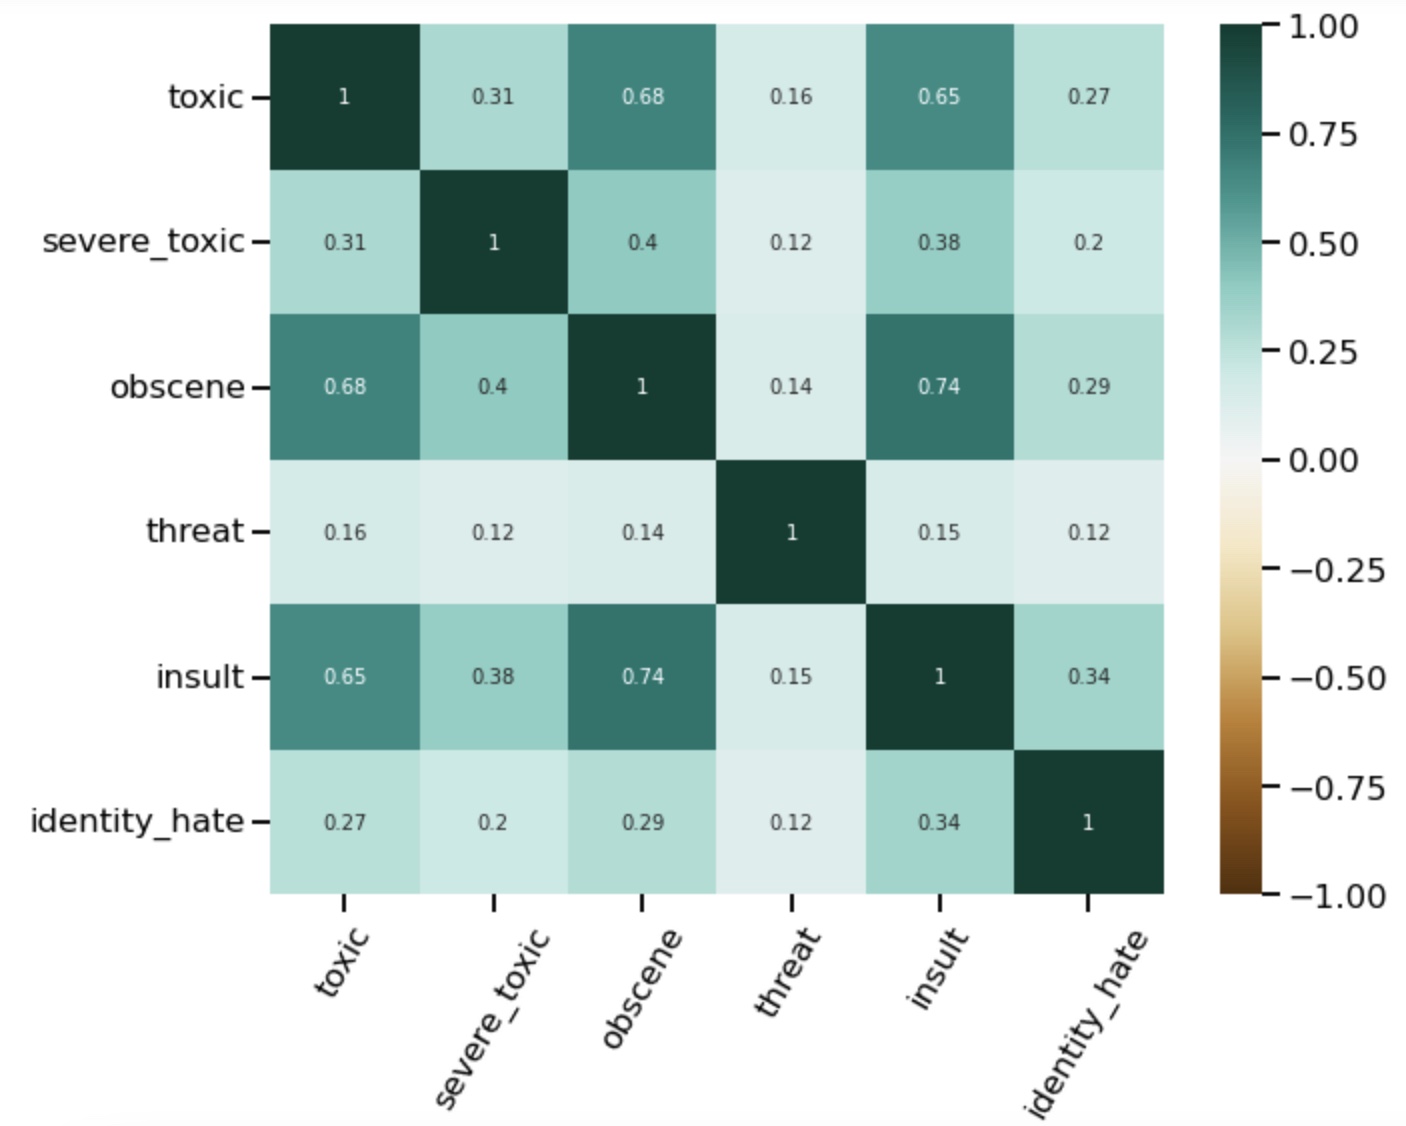 toxic 1 0.31 0.68 0.16 0.65 0.27
severe_toxic 0.31 1 0.4 0.12 0.38 0.2
obscene 0.68 0.4 1 0.14 0.74 0.29
threat 0.16 0.12 0.14 1 0.15 0.12
insult 0.65 0.38 0.74 0.15 1 0.34
identity_hate 0.27 0.2 0.29 0.12 0.34 1
toxic severe_toxic obscene threat insult identity_hate
1.00
0.75
0.50
0.25
0.00
−0.25
−0.50
−0.75
−1.00